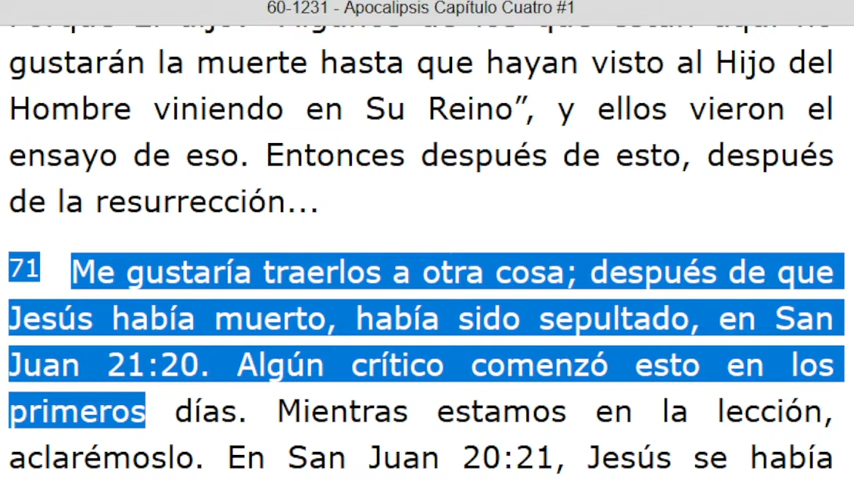 60-1231 - Apocalipsis Capítulo Cuatro #1
gustarán la muerte hasta que hayan visto al Hijo del
Hombre viniendo en Su Reino”, y ellos vieron el
ensayo de eso. Entonces después de esto, después
de la resurrección...
71 Me gustaría traerlos a otra cosa; después de que
Jesús había muerto, había sido sepultado, en San
Juan 21:20. Algún crítico comenzó esto en los
primeros días. Mientras estamos en la lección,
aclarémoslo. En San Juan 20:21, Jesús se había